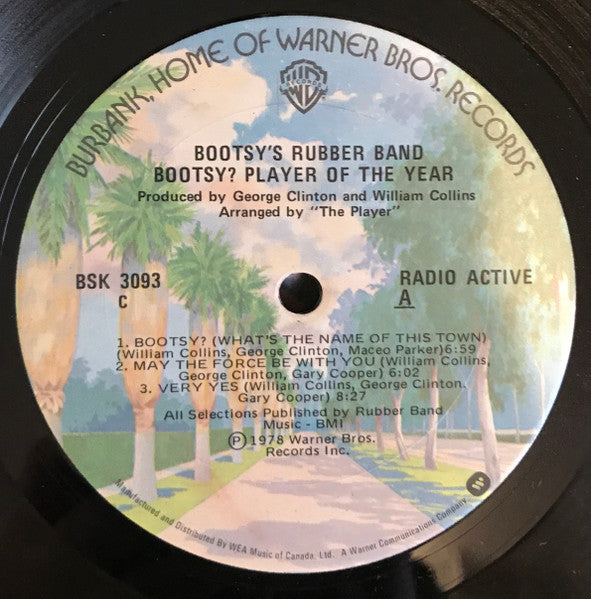 BURBANK, HOME OF WARNER BROS. RECORDS
WB
RECORDS
BOOTSY'S RUBBER BAND
BOOTSY? PLAYER OF THE YEAR
Produced by George Clinton and William Collins
Arranged by "The Player"
BSK 3093
C
RADIO ACTIVE
A
1. BOOTSY? (WHAT'S THE NAME OF THIS TOWN)
(William Collins, George Clinton, Maceo Parker)6:59
2. MAY THE FORCE BE WITH YOU (William Collins,
George Clinton, Gary Cooper) 6:02
3. VERY YES (William Collins, George Clinton.
Gary Cooper) 8:27
All Selections Published by Rubber Band
Music - BMI
Ⓟ1978 Warner Bros.
Records Inc.
Manufactured and Distributed By WEA Music of Canada, Ltd. A Warner Communications Company